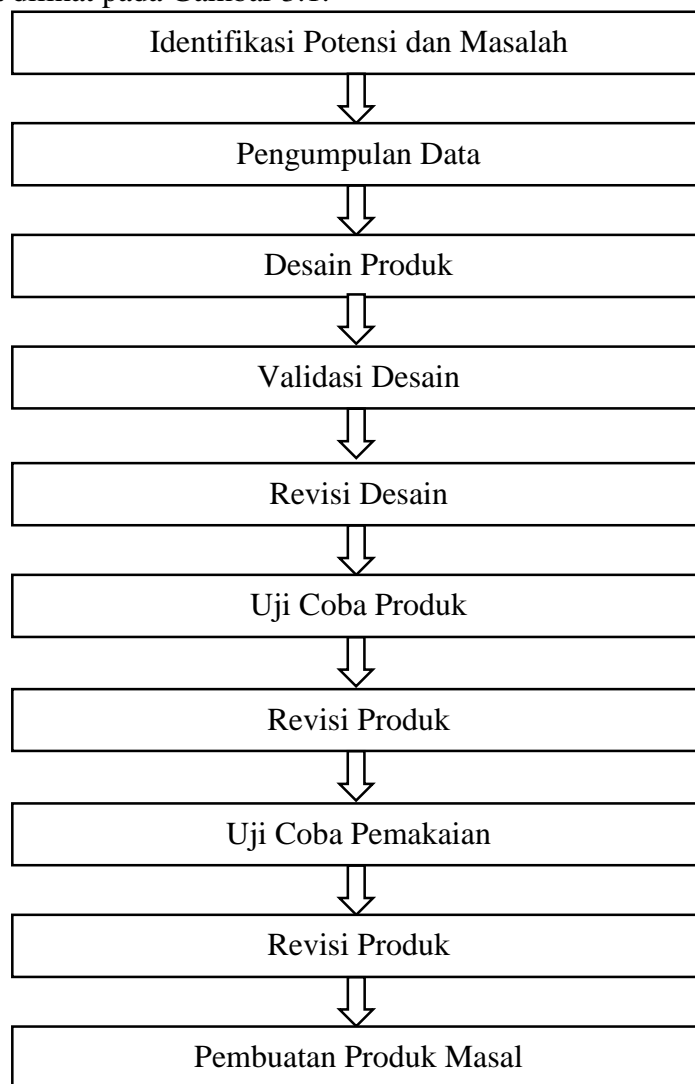 dilihat pada Gambar 3.1.
Identifikasi Potensi dan Masalah
Pengumpulan Data
Desain Produk
Validasi Desain
Revisi Desain
Uji Coba Produk
Revisi Produk
Uji Coba Pemakaian
Revisi Produk
Pembuatan Produk Masal